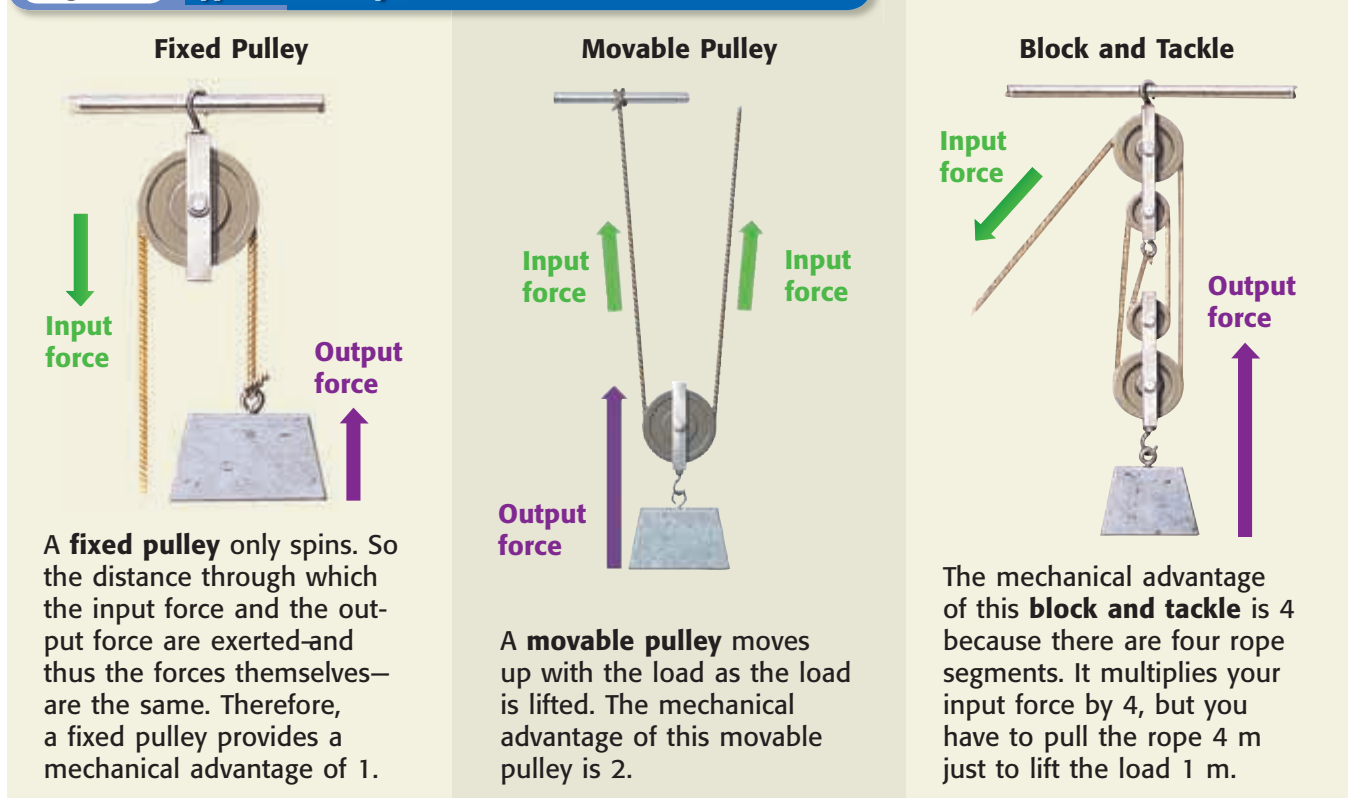 Fixed Pulley
Input
force
Output
force
A fixed pulley only spins. So
the distance through which
the input force and the out-
put force are exerted–and
thus the forces themselves—
are the same. Therefore,
a fixed pulley provides a
mechanical advantage of 1.
Movable Pulley
Input
force
Input
force
Output
force
A movable pulley moves
up with the load as the load
is lifted. The mechanical
advantage of this movable
pulley is 2.
Block and Tackle
Input
force
Output
force
The mechanical advantage
of this block and tackle is 4
because there are four rope
segments. It multiplies your
input force by 4, but you
have to pull the rope 4 m
just to lift the load 1 m.